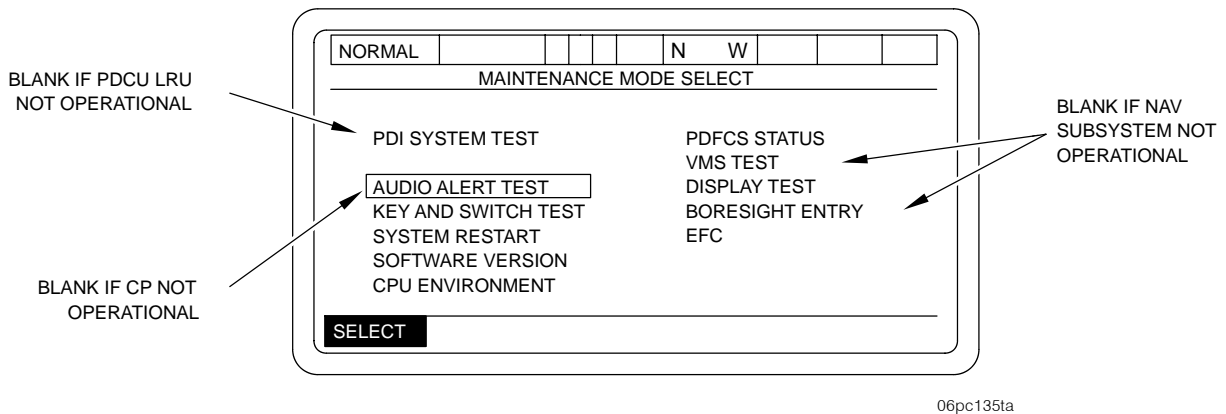 BLANK IF PDCU LRU
NOT OPERATIONAL
NORMAL N W
MAINTENANCE MODE SELECT
PDI SYSTEM TEST
AUDIO ALERT TEST
KEY AND SWITCH TEST
SYSTEM RESTART
SOFTWARE VERSION
CPU ENVIRONMENT
PDFCS STATUS
VMS TEST
DISPLAY TEST
BORESIGHT ENTRY
EFC
SELECT
BLANK IF NAV
SUBSYSTEM NOT
OPERATIONAL
BLANK IF CP NOT
OPERATIONAL
06pc135ta